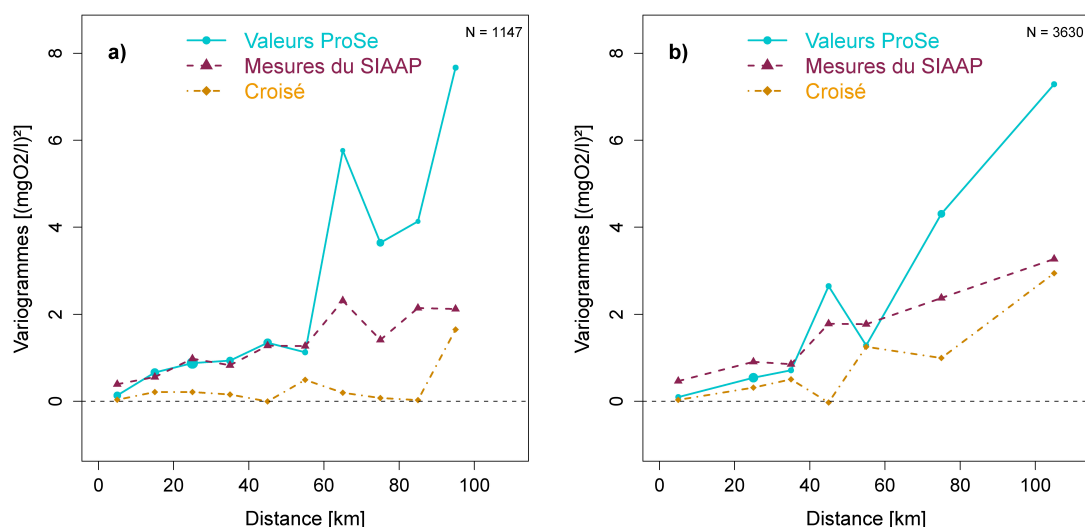 a)
N = 1147
Valeurs ProSe
Mesures du SIAAP
Croisé
Variogrammes [(mgO2/l)²]
8
6
4
2
0
0 20 40 60 80 100
Distance [km]
b)
N = 3630
Valeurs ProSe
Mesures du SIAAP
Croisé
Variogrammes [(mgO2/l)²]
8
6
4
2
0
0 20 40 60 80 100
Distance [km]